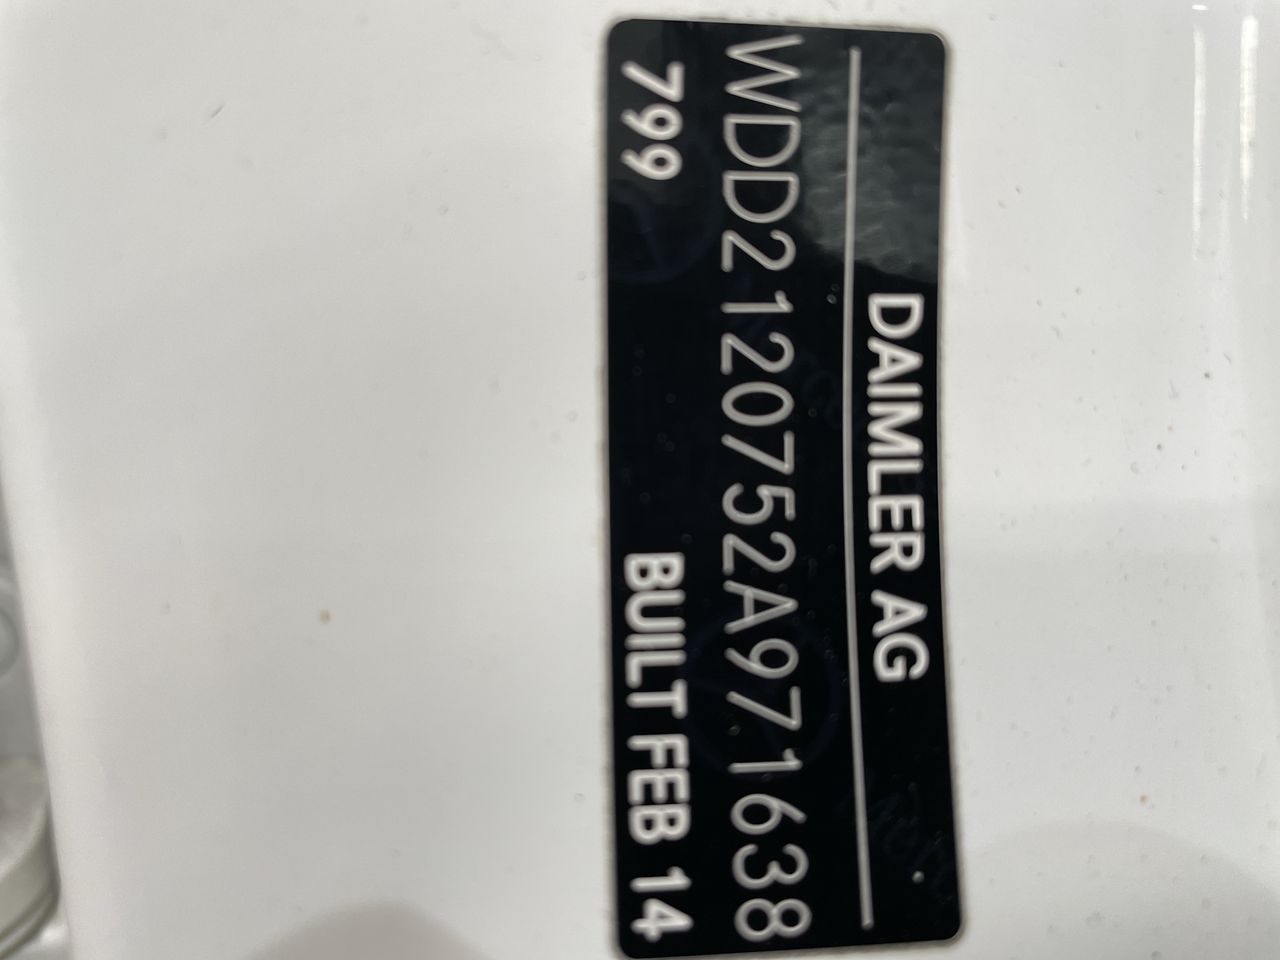 DAIMLER AG
WDD2120752A971638
799 BUILT FEB 14